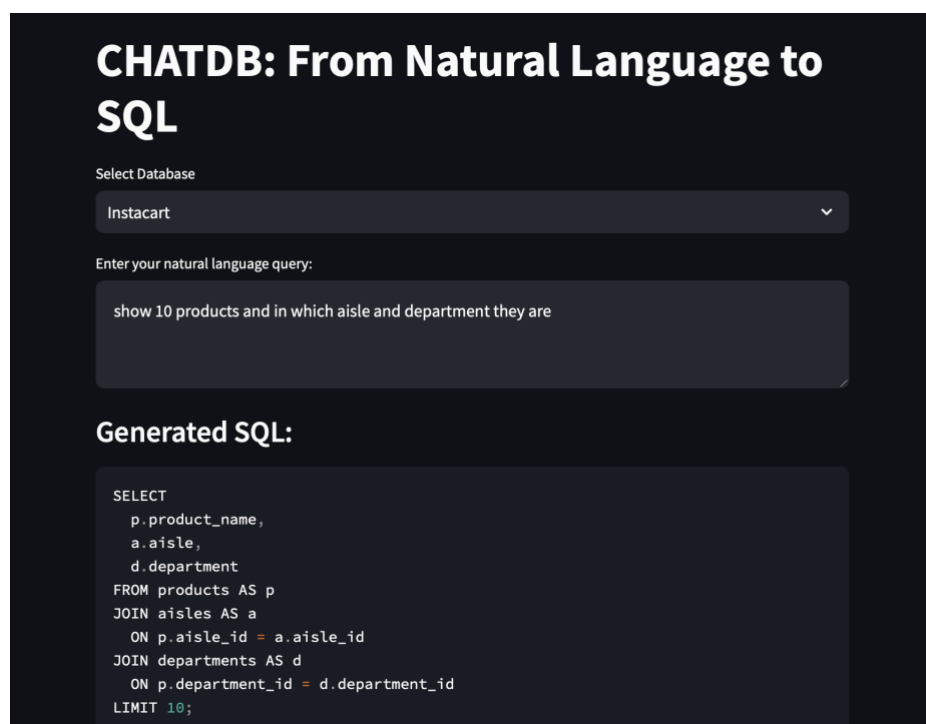 CHATDB: From Natural Language to
SQL
Select Database
Instacart
Enter your natural language query:
show 10 products and in which aisle and department they are
Generated SQL:
SELECT
  p.product_name,
  a.aisle,
  d.department
FROM products AS p
JOIN aisles AS a
  ON p.aisle_id = a.aisle_id
JOIN departments AS d
  ON p.department_id = d.department_id
LIMIT 10;